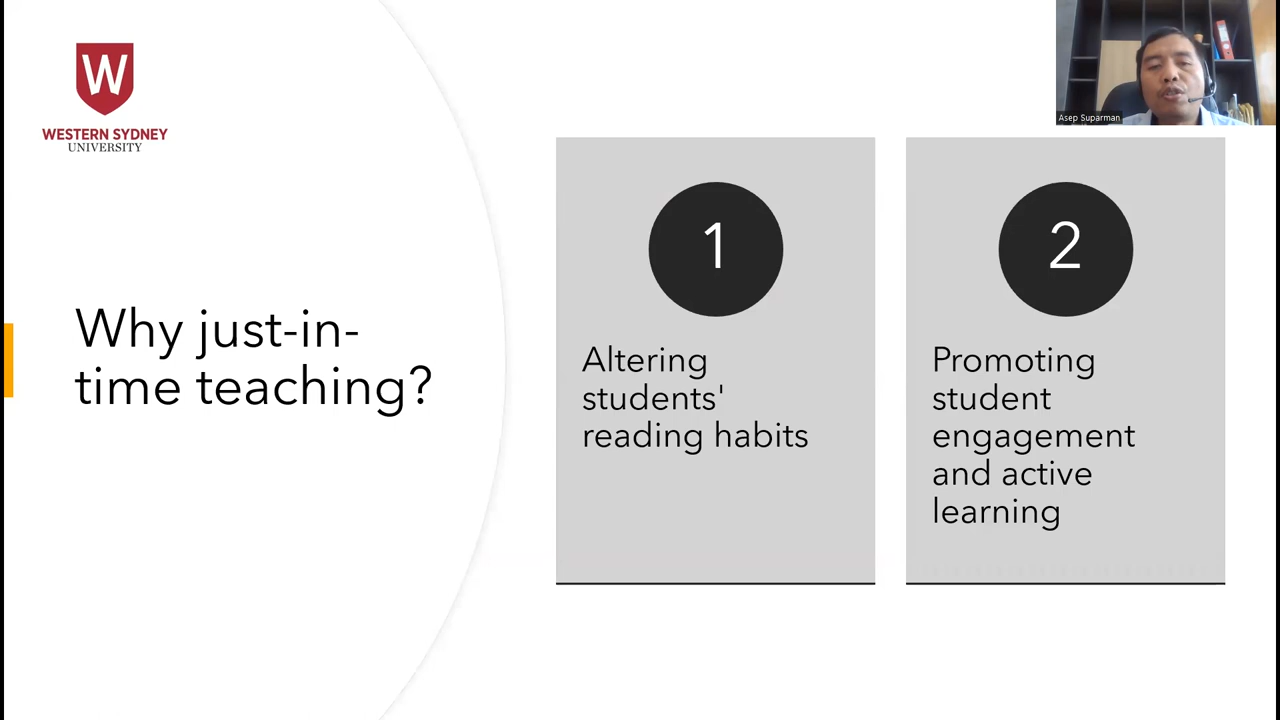 W
WESTERN SYDNEY
UNIVERSITY
Asep Suparman
Why just-in-
time teaching?
1
Altering
students'
reading habits
2
Promoting
student
engagement
and active
learning